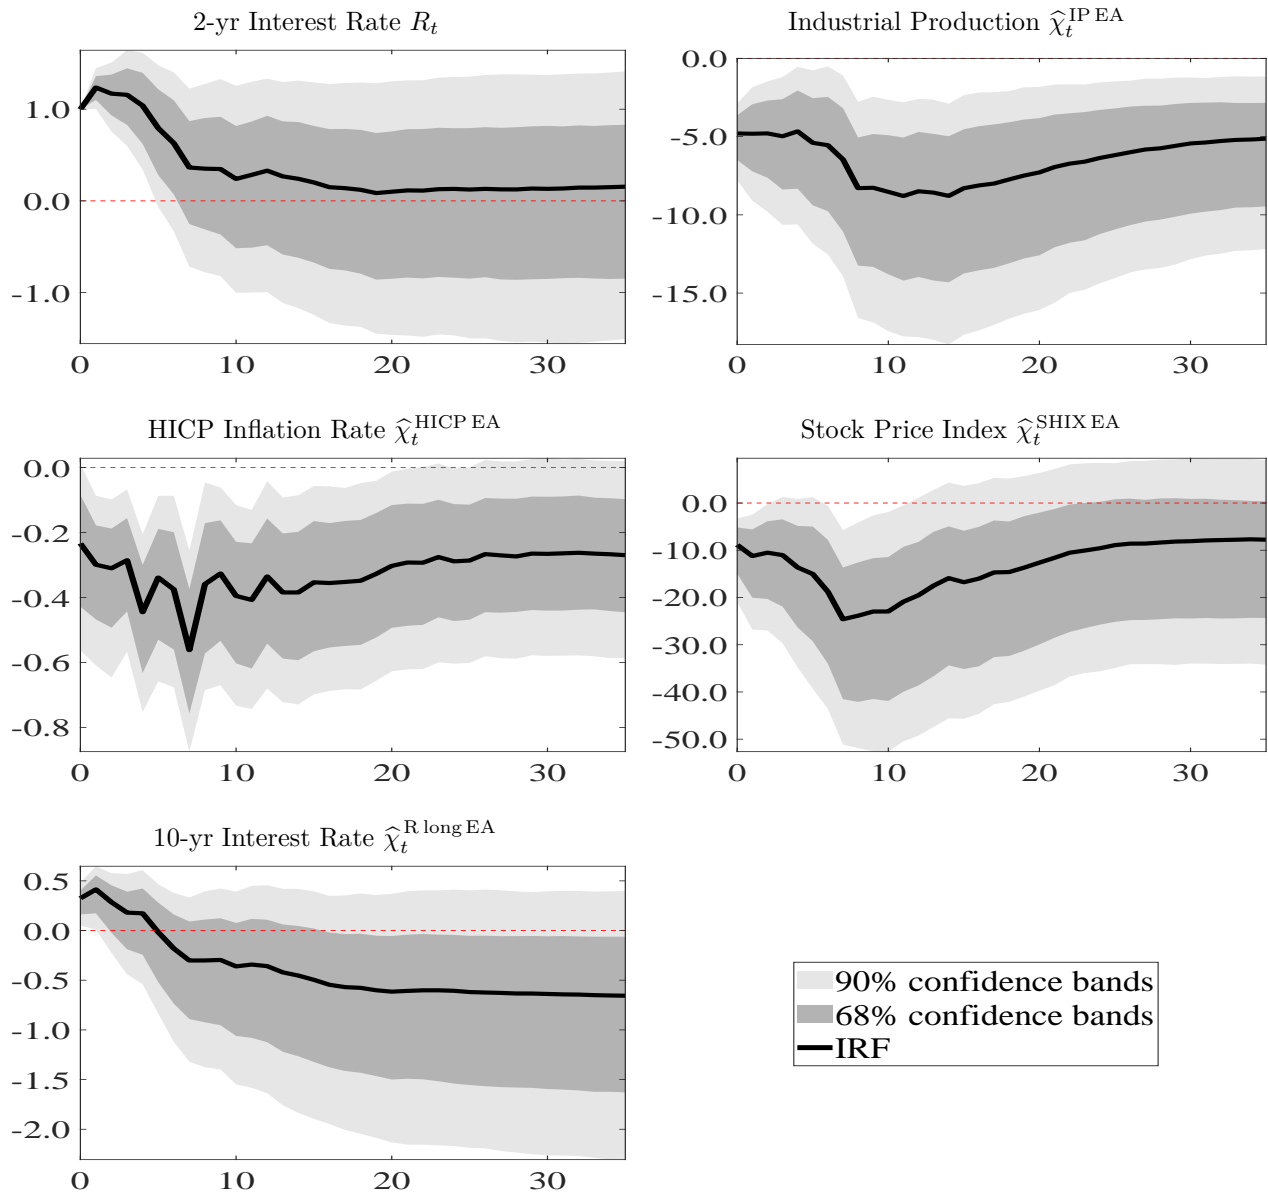 2-yr Interest Rate R_t
1.0
0.0
-1.0
0 10 20 30
Industrial Production χ̂_t^{IP EA}
0.0
-5.0
-10.0
-15.0
0 10 20 30
HICP Inflation Rate χ̂_t^{HICP EA}
0.0
-0.2
-0.4
-0.6
-0.8
0 10 20 30
Stock Price Index χ̂_t^{SHIX EA}
0.0
-10.0
-20.0
-30.0
-40.0
-50.0
0 10 20 30
10-yr Interest Rate χ̂_t^{R long EA}
0.5
0.0
-0.5
-1.0
-1.5
-2.0
0 10 20 30
90% confidence bands
68% confidence bands
IRF